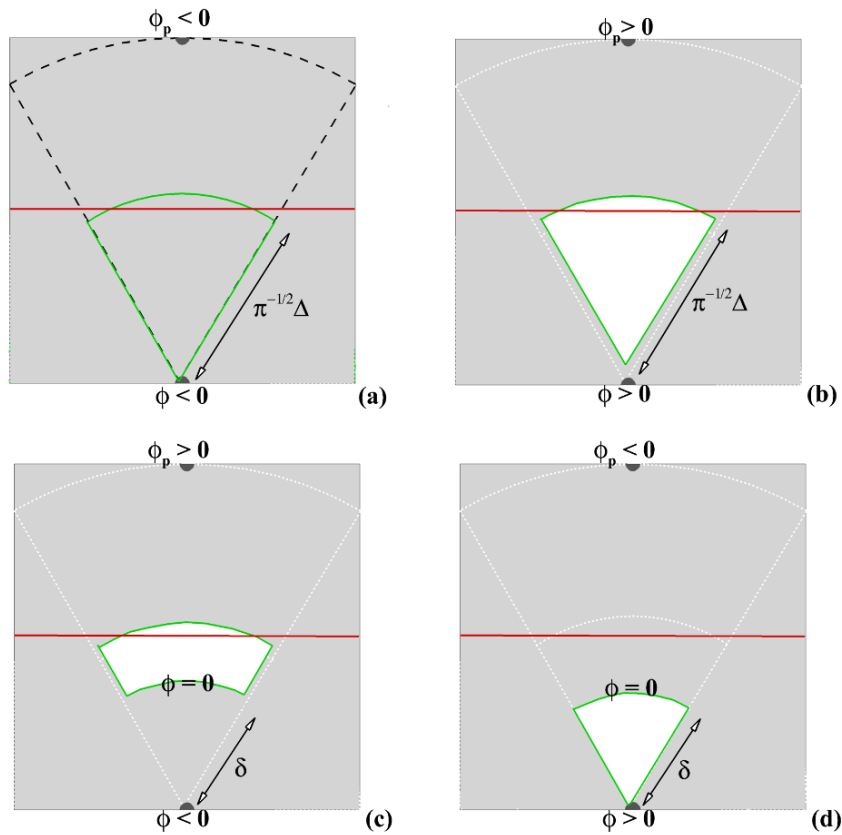 ϕp < 0
π−1/2Δ
ϕ < 0
(a)
ϕp > 0
π−1/2Δ
ϕ > 0
(b)
ϕp > 0
ϕ = 0
δ
ϕ < 0
(c)
ϕp < 0
ϕ = 0
δ
ϕ > 0
(d)